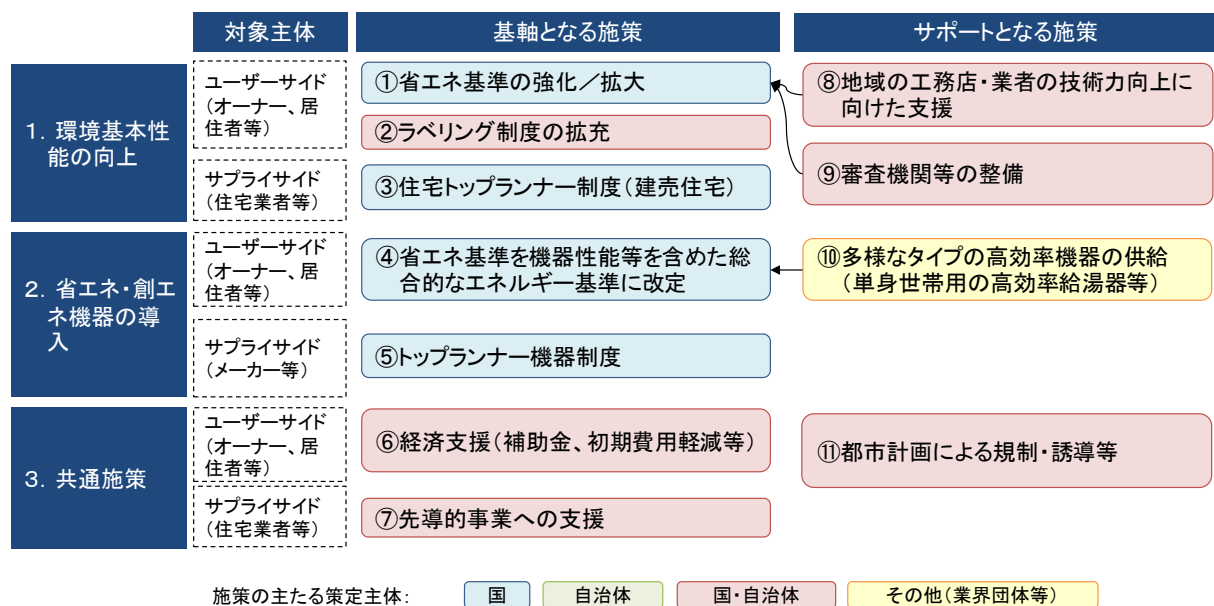 対象主体
基軸となる施策
サポートとなる施策
1. 環境基本性
能の向上
ユーザーサイド
(オーナー、居
住者等)
①省エネ基準の強化／拡大
②ラベリング制度の拡充
サプライサイド
(住宅業者等)
③住宅トップランナー制度(建売住宅)
⑧地域の工務店・業者の技術力向上に
向けた支援
⑨審査機関等の整備
2. 省エネ・創エ
ネ機器の導
入
ユーザーサイド
(オーナー、居
住者等)
④省エネ基準を機器性能等を含めた総
合的なエネルギー基準に改定
⑩多様なタイプの高効率機器の供給
(単身世帯用の高効率給湯器等)
サプライサイド
(メーカー等)
⑤トップランナー機器制度
3. 共通施策
ユーザーサイド
(オーナー、居
住者等)
⑥経済支援(補助金、初期費用軽減等)
⑪都市計画による規制・誘導等
サプライサイド
(住宅業者等)
⑦先導的事業への支援
施策の主たる策定主体:
国
自治体
国・自治体
その他(業界団体等)